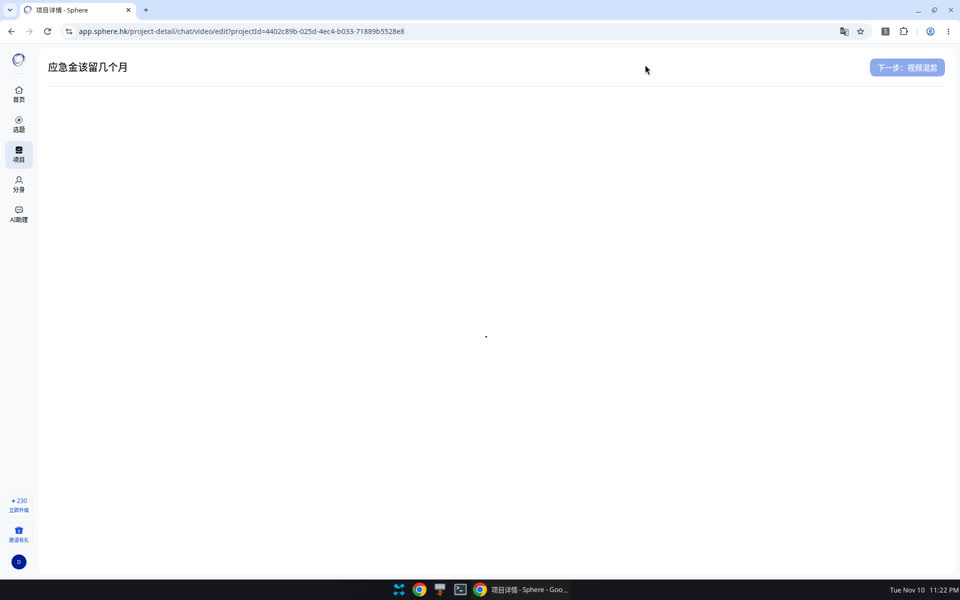 项目详情 - Sphere
app.sphere.hk/project-detail/chat/video/edit?projectId=4402c89b-025d-4ec4-b033-71889b5528e8
应急金该留几个月
下一步：视频混剪
首页
选题
项目
分身
AI助理
230
立即升级
邀请有礼
D
项目详情 - Sphere - Goo...
Tue Nov 10 11:22 PM